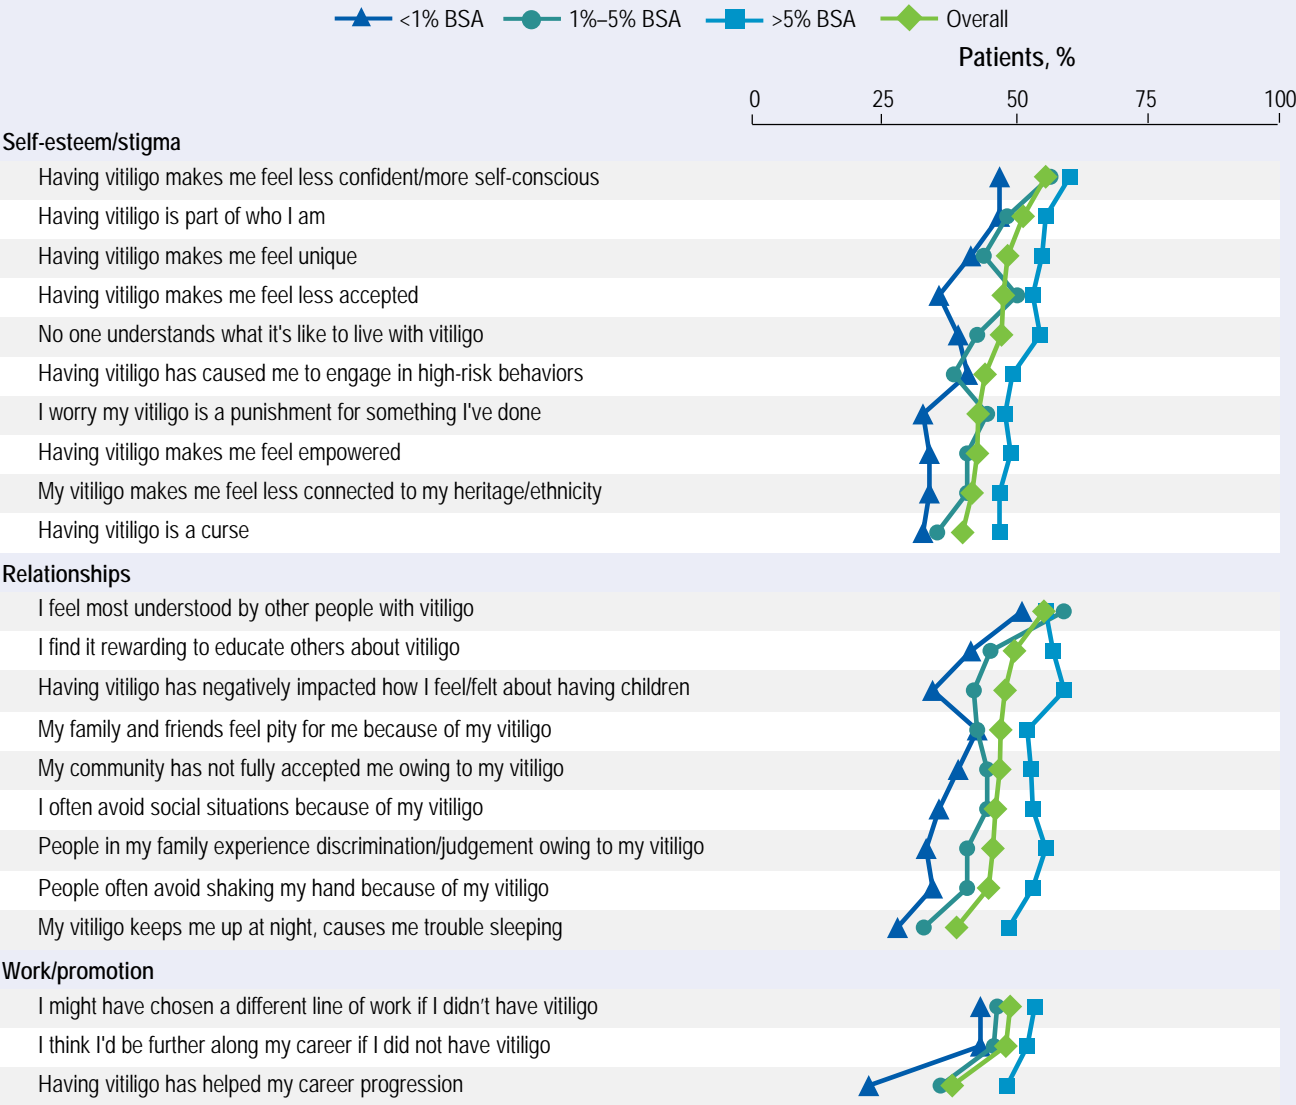 <1% BSA 1%–5% BSA >5% BSA Overall
Patients, %
0 25 50 75 100
Self-esteem/stigma
Having vitiligo makes me feel less confident/more self-conscious
Having vitiligo is part of who I am
Having vitiligo makes me feel unique
Having vitiligo makes me feel less accepted
No one understands what it's like to live with vitiligo
Having vitiligo has caused me to engage in high-risk behaviors
I worry my vitiligo is a punishment for something I've done
Having vitiligo makes me feel empowered
My vitiligo makes me feel less connected to my heritage/ethnicity
Having vitiligo is a curse
Relationships
I feel most understood by other people with vitiligo
I find it rewarding to educate others about vitiligo
Having vitiligo has negatively impacted how I feel/felt about having children
My family and friends feel pity for me because of my vitiligo
My community has not fully accepted me owing to my vitiligo
I often avoid social situations because of my vitiligo
People in my family experience discrimination/judgement owing to my vitiligo
People often avoid shaking my hand because of my vitiligo
My vitiligo keeps me up at night, causes me trouble sleeping
Work/promotion
I might have chosen a different line of work if I didn’t have vitiligo
I think I'd be further along my career if I did not have vitiligo
Having vitiligo has helped my career progression